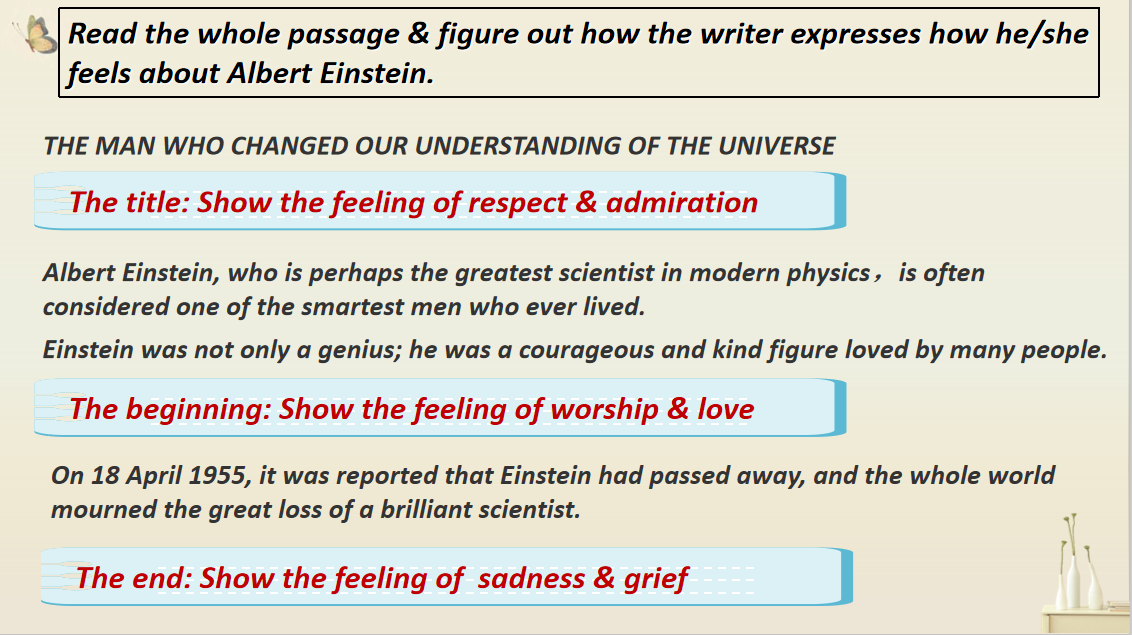 Read the whole passage & figure out how the writer expresses how he/she
feels about Albert Einstein.
THE MAN WHO CHANGED OUR UNDERSTANDING OF THE UNIVERSE
The title: Show the feeling of respect & admiration
Albert Einstein, who is perhaps the greatest scientist in modern physics，is often
considered one of the smartest men who ever lived.
Einstein was not only a genius; he was a courageous and kind figure loved by many people.
The beginning: Show the feeling of worship & love
On 18 April 1955, it was reported that Einstein had passed away, and the whole world
mourned the great loss of a brilliant scientist.
The end: Show the feeling of sadness & grief